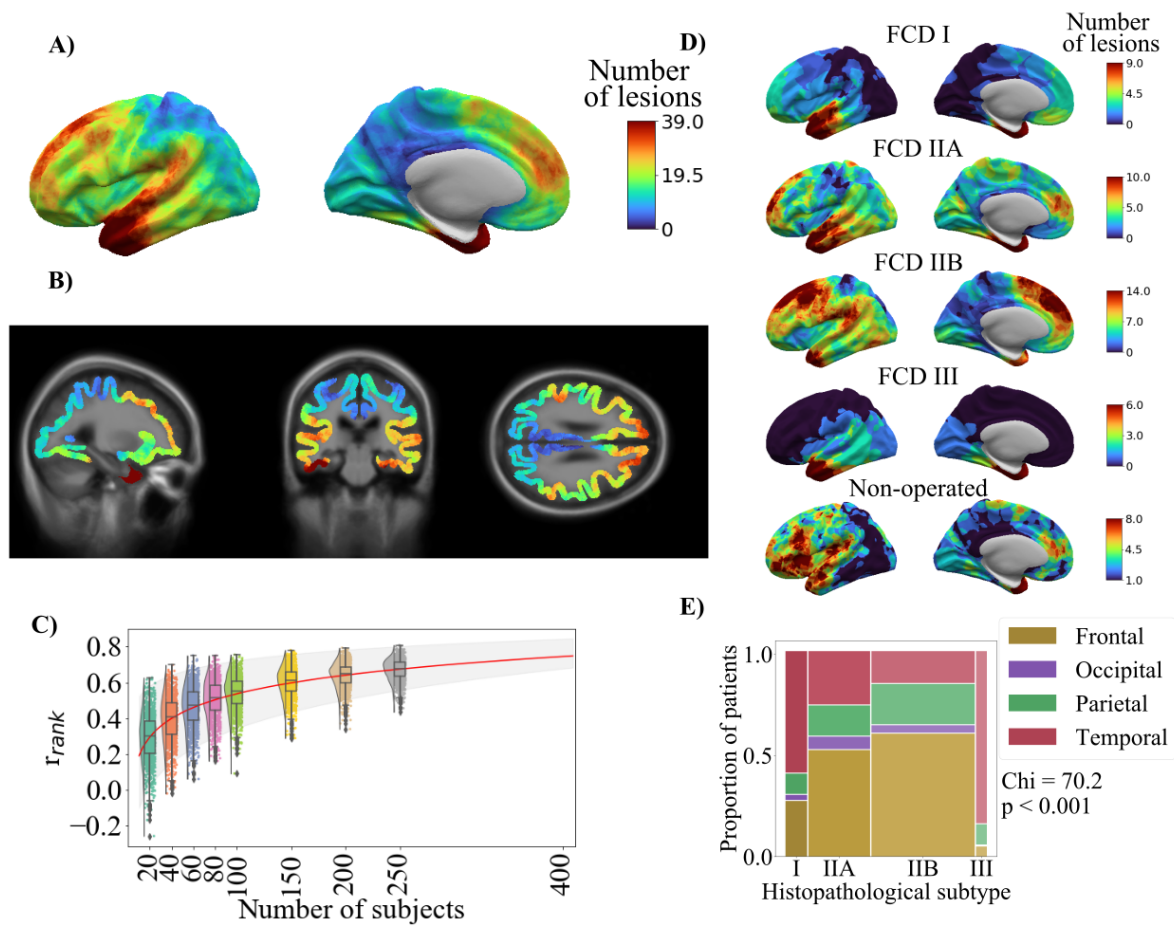 A)
Number
of lesions
39.0
19.5
0
B)
C)
r_rank
0.8
0.6
0.4
0.2
0.0
−0.2
20
40
60
80
100
150
200
250
400
Number of subjects
D)
Number
of lesions
FCD I
9.0
4.5
0
FCD IIA
10.0
5.0
0
FCD IIB
14.0
7.0
0
FCD III
6.0
3.0
0
Non-operated
8.0
4.5
1.0
E)
Proportion of patients
1.0
0.5
0.0
I
IIA
IIB
III
Histopathological subtype
Frontal
Occipital
Parietal
Temporal
Chi = 70.2
p < 0.001